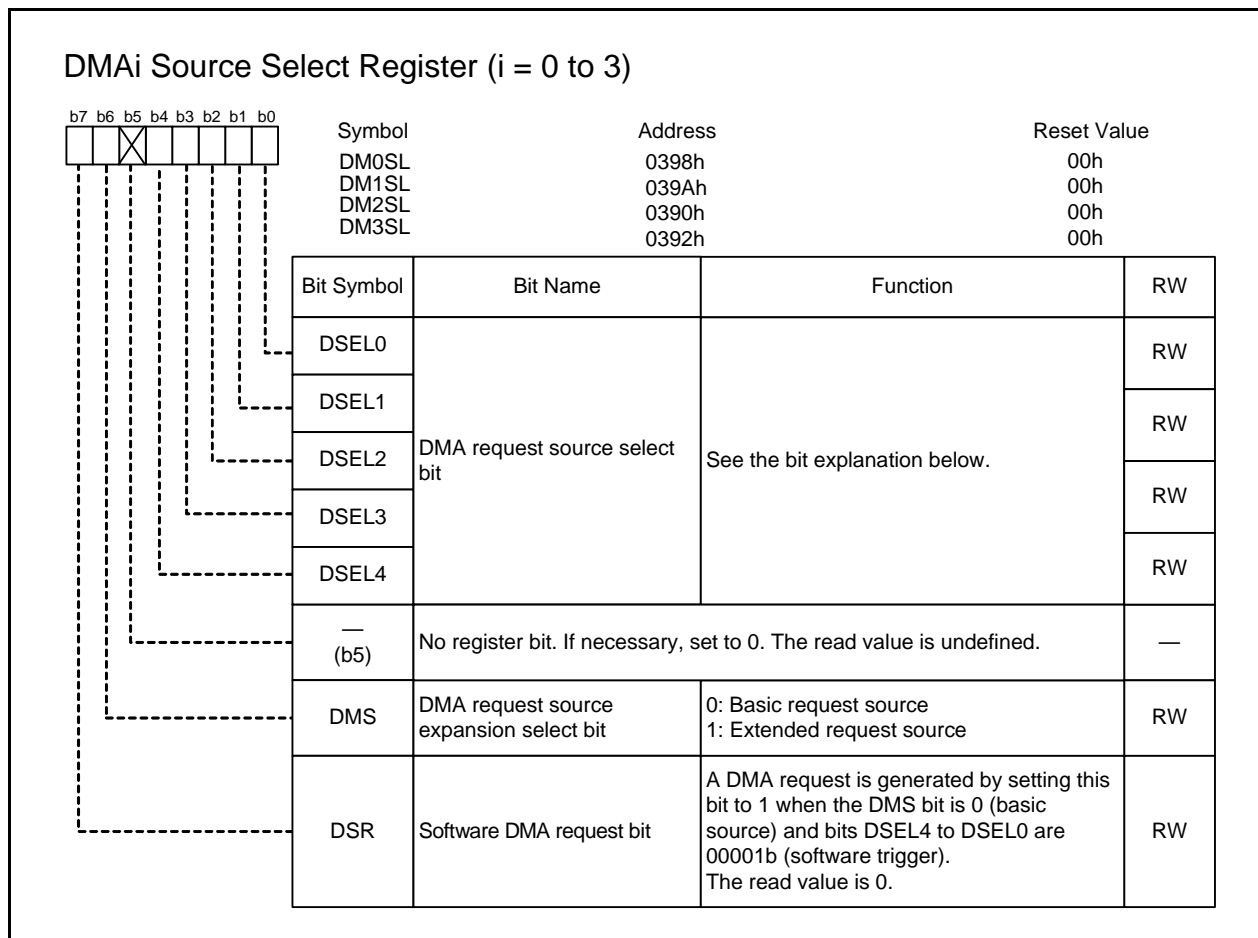 DMAi Source Select Register (i = 0 to 3)
b7 b6 b5 b4 b3 b2 b1 b0
Symbol Address Reset Value
DM0SL 0398h 00h
DM1SL 039Ah 00h
DM2SL 0390h 00h
DM3SL 0392h 00h
Bit Symbol Bit Name Function RW
DSEL0 RW
DSEL1
RW
DMA request source select
bit
DSEL2 See the bit explanation below.
RW
DSEL3
DSEL4 RW
—
(b5)
No register bit. If necessary, set to 0. The read value is undefined. —
DMS
DMA request source
expansion select bit
0: Basic request source
1: Extended request source
RW
DSR
Software DMA request bit
A DMA request is generated by setting this
bit to 1 when the DMS bit is 0 (basic
source) and bits DSEL4 to DSEL0 are
00001b (software trigger).
The read value is 0.
RW